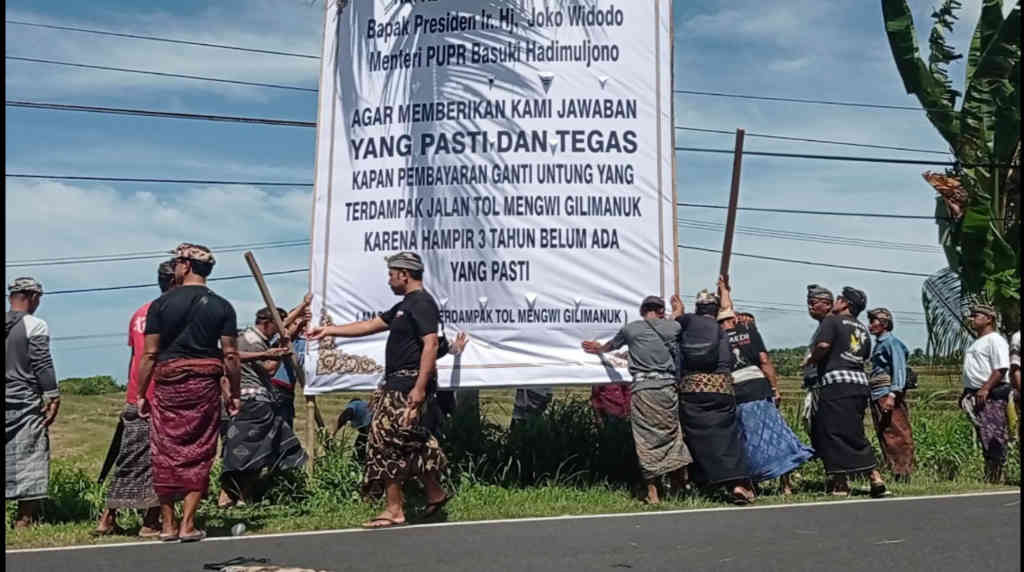 Bapak Presiden Ir. Hj, Joko Widodo
Menteri PUPR Basuki Hadimuljono
AGAR MEMBERIKAN KAMI JAWABAN
YANG PASTI DAN TEGAS
KAPAN PEMBAYARAN GANTI UNTUNG YANG
TERDAMPAK JALAN TOL MENGWI GILIMANUK
KARENA HAMPIR 3 TAHUN BELUM ADA
YANG PASTI
TERDAMPAK TOL MENGWI GILIMANUK )